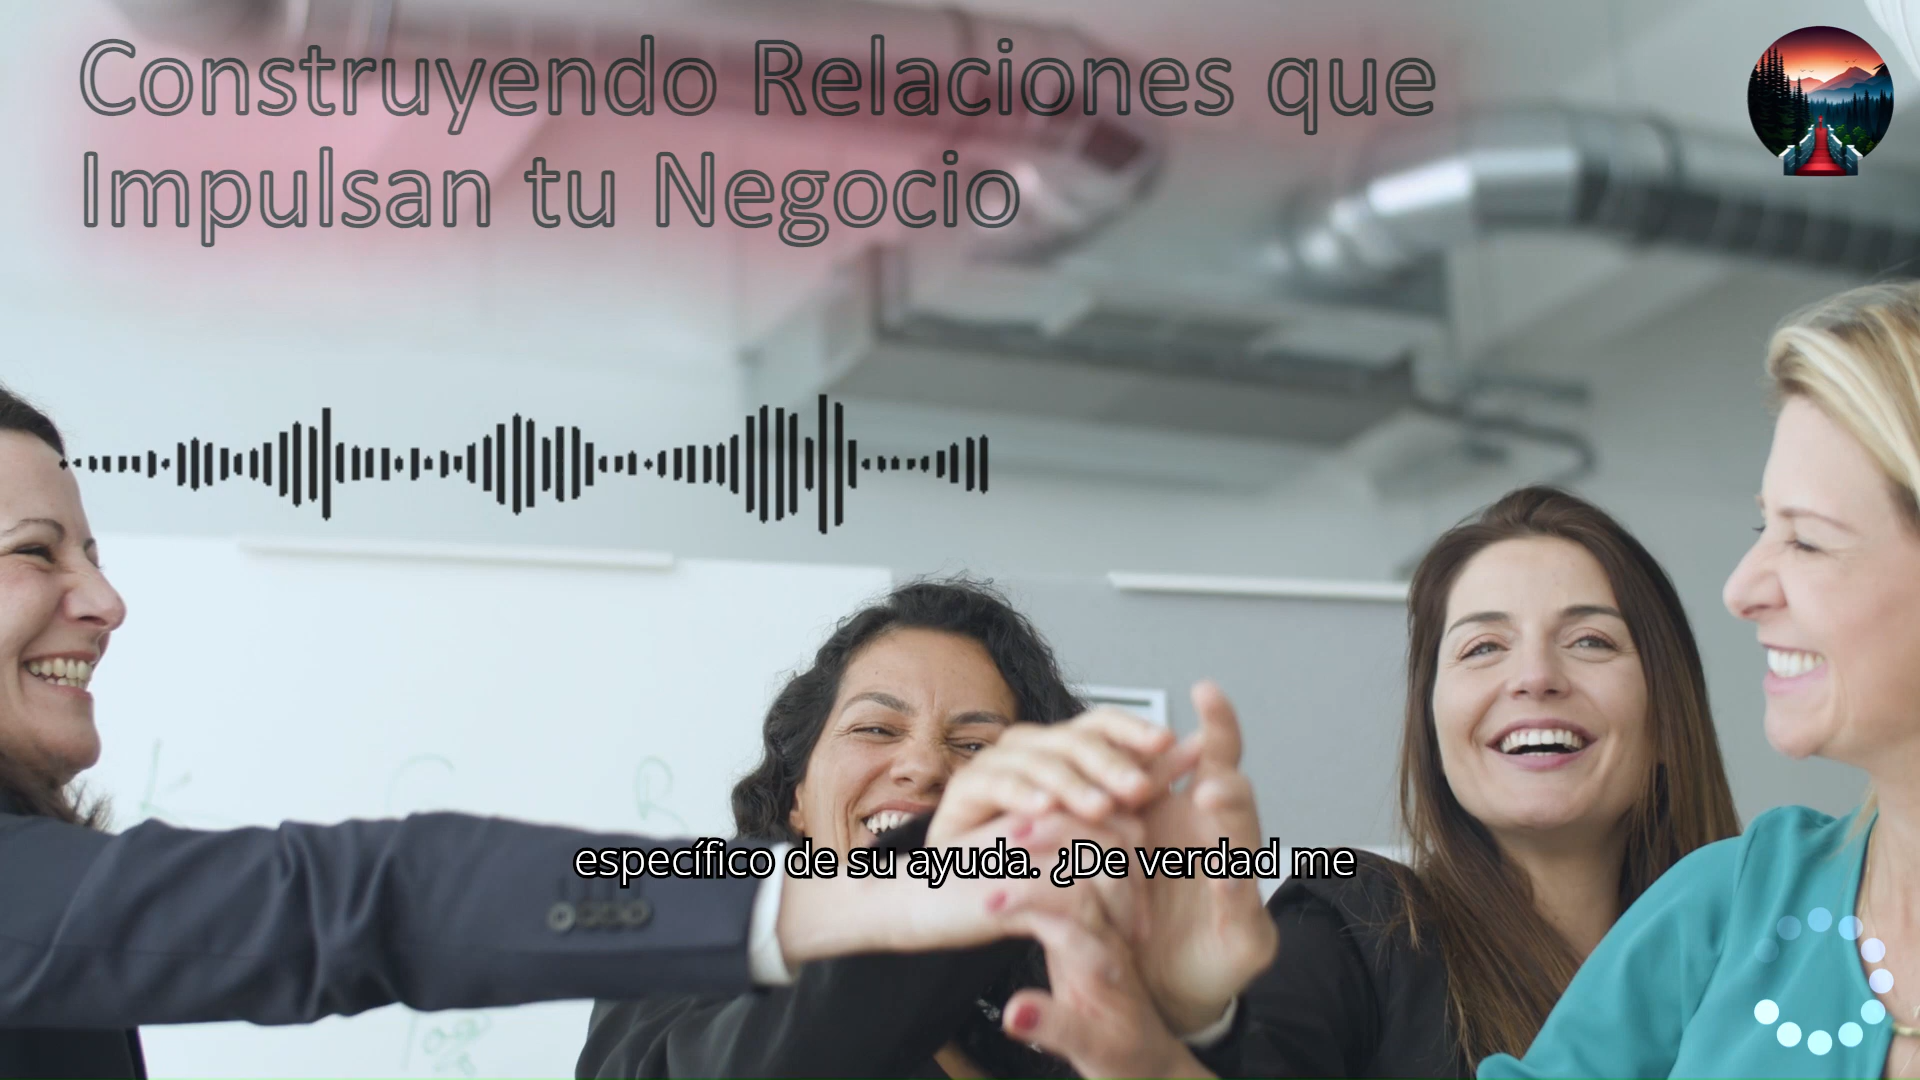 Construyendo Relaciones que
Impulsan tu Negocio
específico de su ayuda. ¿De verdad me